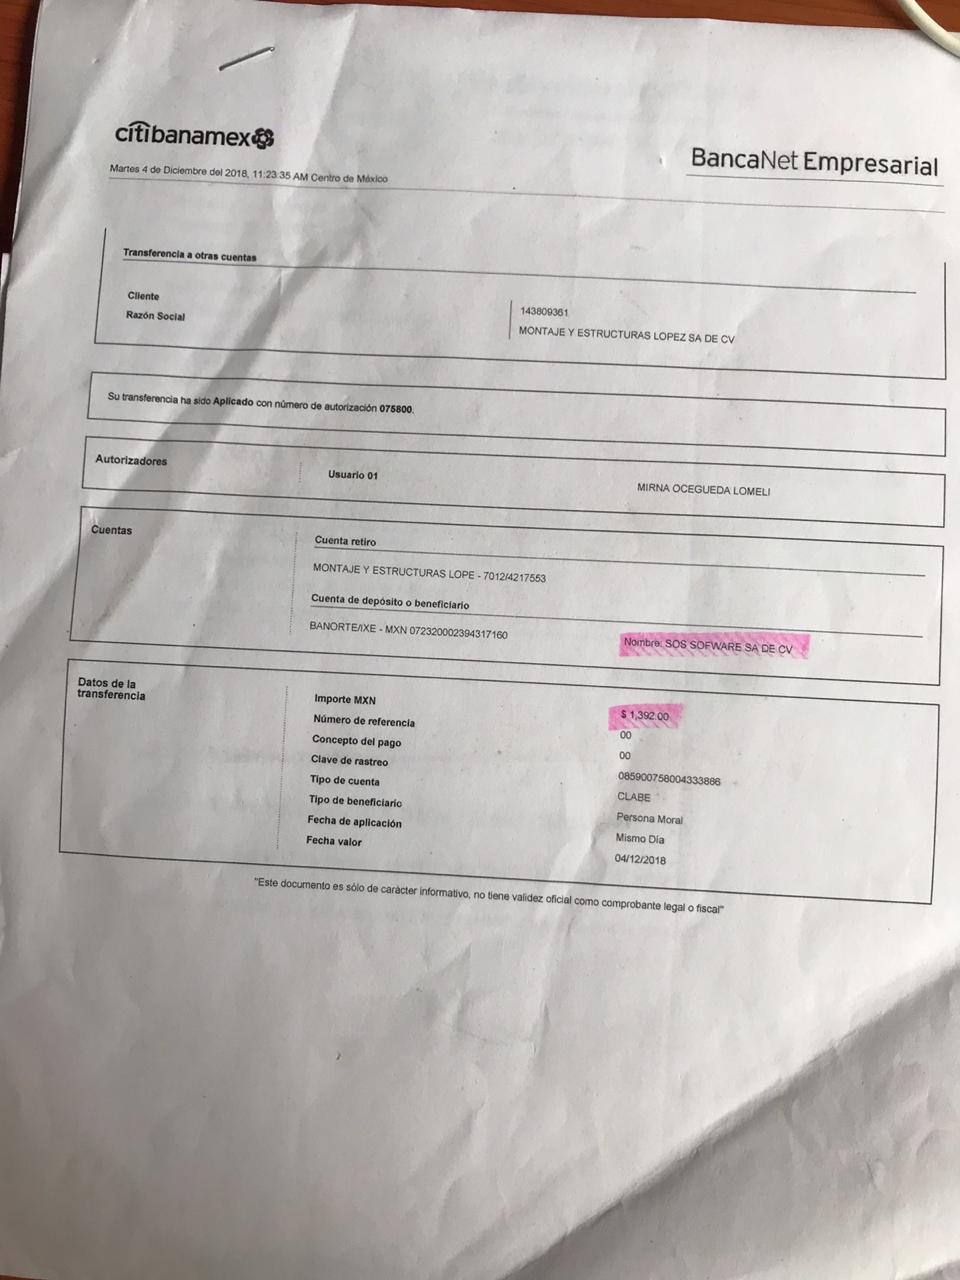 citibanamex
BancaNet Empresarial
Martes 4 de Diciembre del 2018, 11:23:35 AM Centro de México
Transferencia a otras cuentas
Cliente 143809361
Razón Social MONTAJE Y ESTRUCTURAS LOPEZ SA DE CV
Su transferencia ha sido Aplicado con número de autorización 075800.
Autorizadores Usuario 01 MIRNA OCEGUEDA LOMELI
Cuentas Cuenta retiro
MONTAJE Y ESTRUCTURAS LOPE - 7012/4217553
Cuenta de depósito o beneficiario
BANORTE/IXE - MXN 072320002394317160 Nombre: SOS SOFWARE SA DE CV
Datos de la
transferencia
Importe MXN $ 1,392.00
Número de referencia 00
Concepto del pago 00
Clave de rastreo 085900758004333866
Tipo de cuenta CLABE
Tipo de beneficiario Persona Moral
Fecha de aplicación Mismo Día
Fecha valor 04/12/2018
"Este documento es sólo de carácter informativo, no tiene validez oficial como comprobante legal o fiscal"